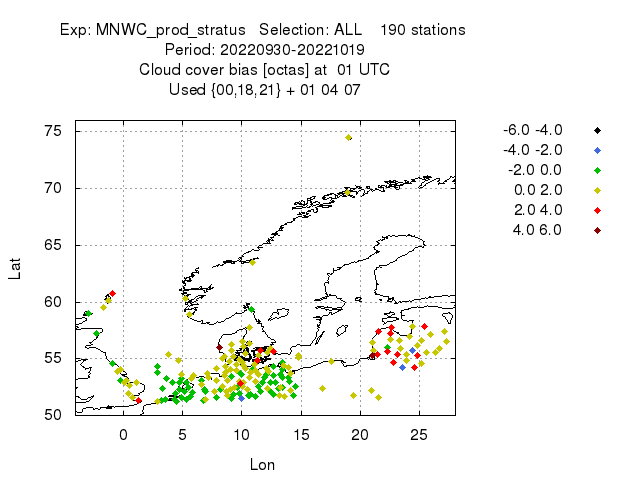 Exp: MNWC_prod_stratus Selection: ALL 190 stations
Period: 20220930-20221019
Cloud cover bias [octas] at 01 UTC
Used {00,18,21} + 01 04 07
75
70
65
60
55
50
Lat
0 5 10 15 20 25
Lon
-6.0 -4.0
-4.0 -2.0
-2.0 0.0
0.0 2.0
2.0 4.0
4.0 6.0